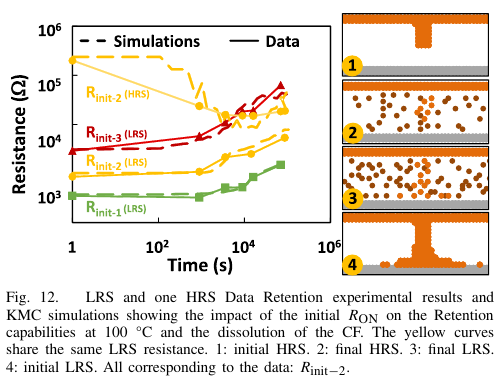 10⁶
10⁵
10⁴
10³
Resistance (Ω)
Simulations
Data
R init-2 (HRS)
R init-3 (LRS)
R init-2 (LRS)
R init-1 (LRS)
1
10²
10⁴
10⁶
Time (s)
1
2
3
4
Fig. 12. LRS and one HRS Data Retention experimental results and
KMC simulations showing the impact of the initial R_ON on the Retention
capabilities at 100 °C and the dissolution of the CF. The yellow curves
share the same LRS resistance. 1: initial HRS. 2: final HRS. 3: final LRS.
4: initial LRS. All corresponding to the data: R_init−2.